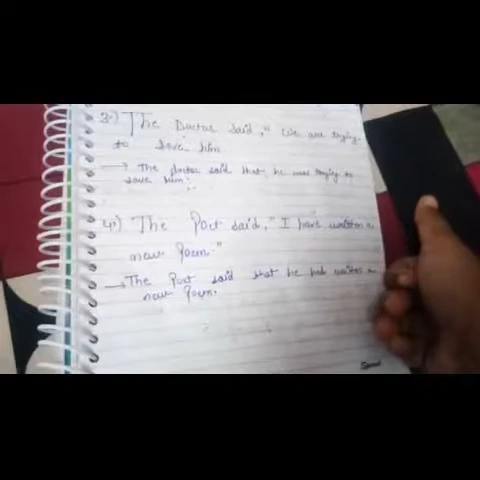 3.) The Doctor said, " We are trying
to save him
→ The doctor said that he was trying to
save him.
4.) "The Poet said, " I have written a
new Poem."
→ The Poet said that he had written a
new Poem.